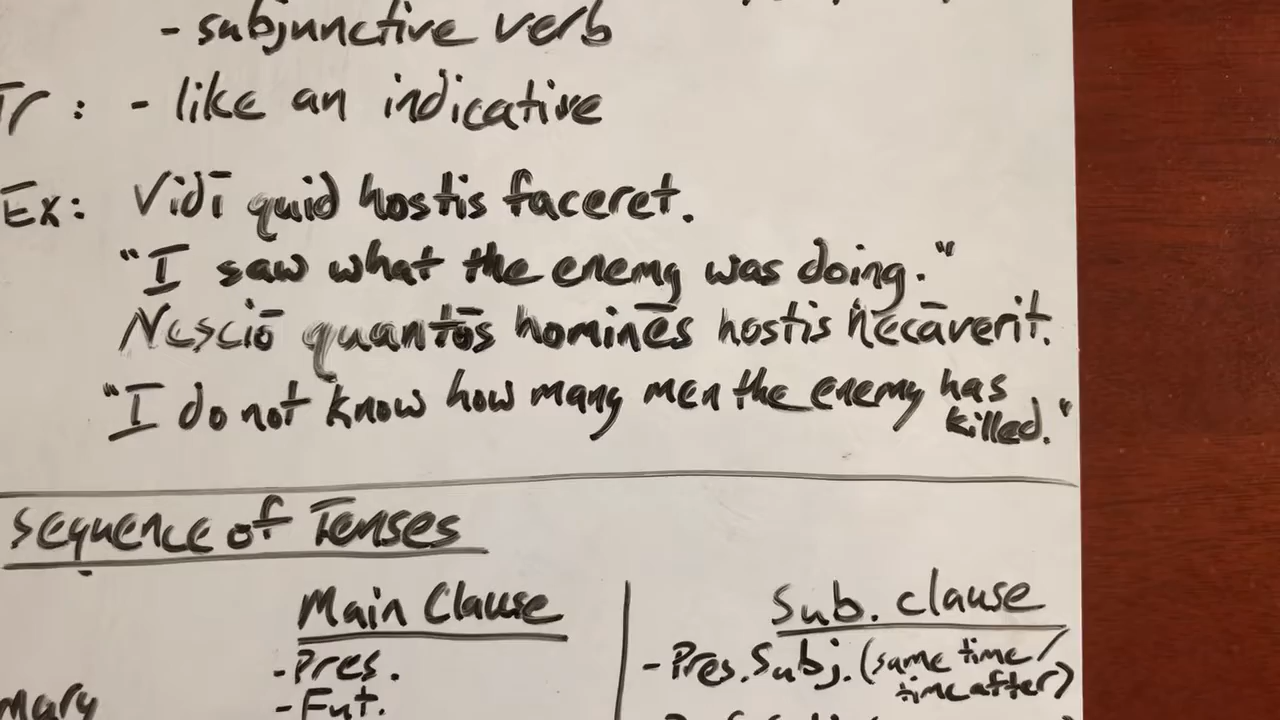 - subjunctive verb
Tr: - like an indicative
Ex: Vidī quid hostis faceret.
"I saw what the enemy was doing."
Nesciō quantōs hominēs hostis necāverit.
"I do not know how many men the enemy has
killed."
Sequence of Tenses
Main Clause
Sub. clause
- Pres.
- Pres. Subj. (same time/
time after)
- Fut.